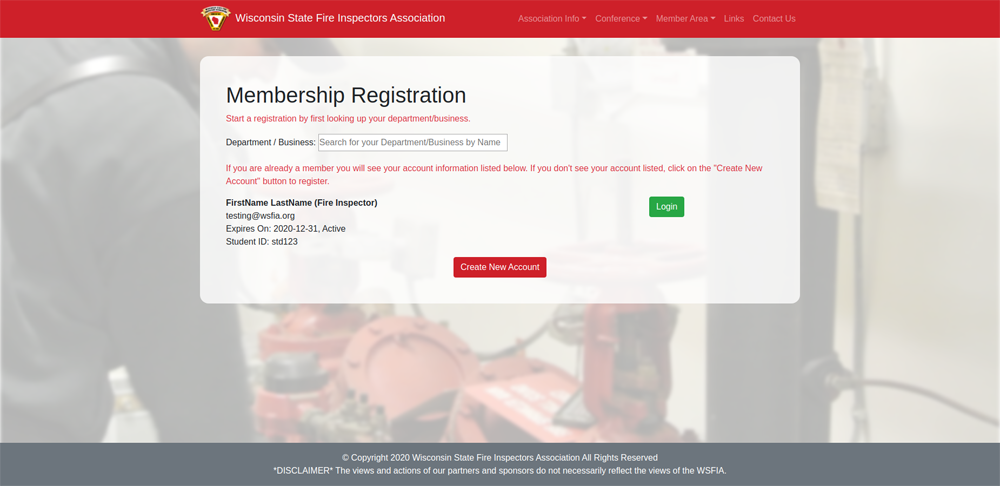 Wisconsin State Fire Inspectors Association
Association Info Conference Member Area Links Contact Us
Membership Registration
Start a registration by first looking up your department/business.
Department / Business: Search for your Department/Business by Name
If you are already a member you will see your account information listed below. If you don't see your account listed, click on the "Create New
Account" button to register.
FirstName LastName (Fire Inspector)
Login
testing@wsfia.org
Expires On: 2020-12-31, Active
Student ID: std123
Create New Account
© Copyright 2020 Wisconsin State Fire Inspectors Association All Rights Reserved
*DISCLAIMER* The views and actions of our partners and sponsors do not necessarily reflect the views of the WSFIA.